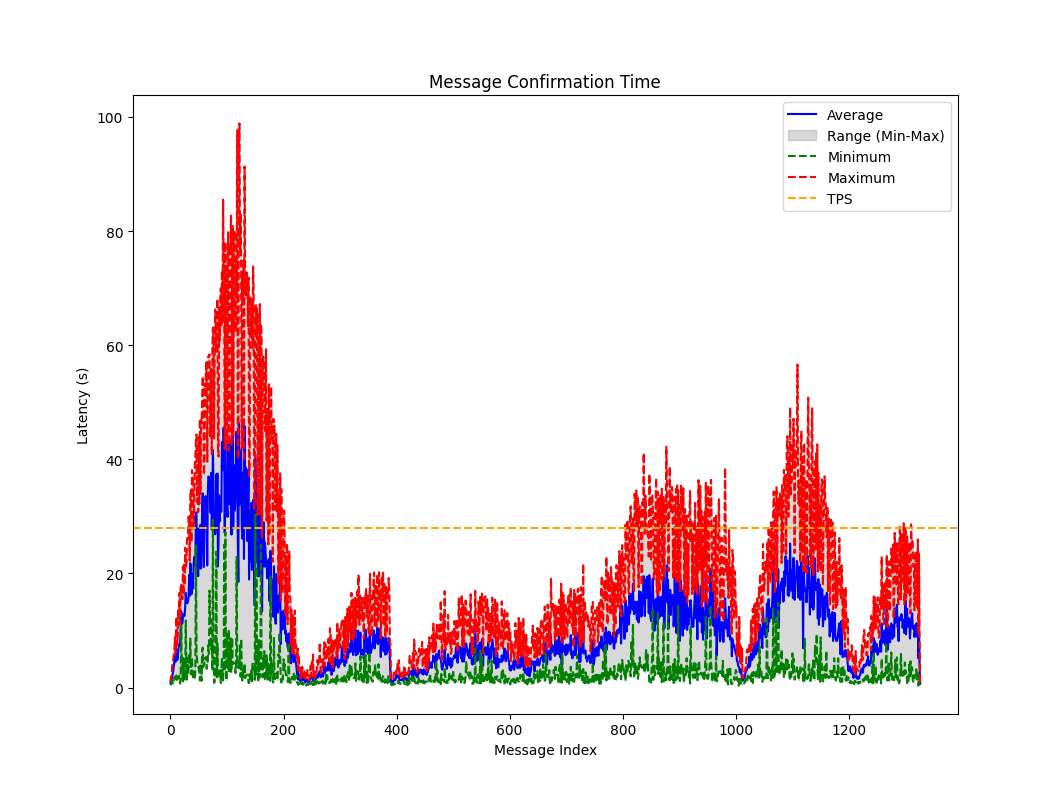 Message Confirmation Time
Average
Range (Min-Max)
Minimum
Maximum
TPS
Latency (s)
100
80
60
40
20
0
0 200 400 600 800 1000 1200
Message Index